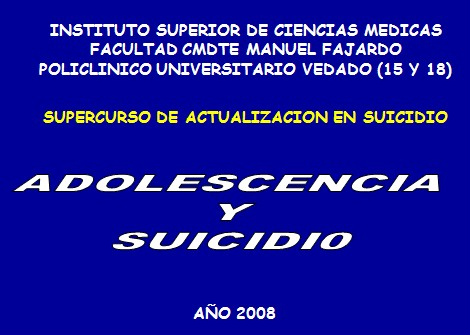 INSTITUTO SUPERIOR DE CIENCIAS MEDICAS
FACULTAD CMDTE MANUEL FAJARDO
POLICLINICO UNIVERSITARIO VEDADO (15 Y 18)
SUPERCURSO DE ACTUALIZACION EN SUICIDIO
ADOLESCENCIA
Y
SUICIDI0
AÑO 2008